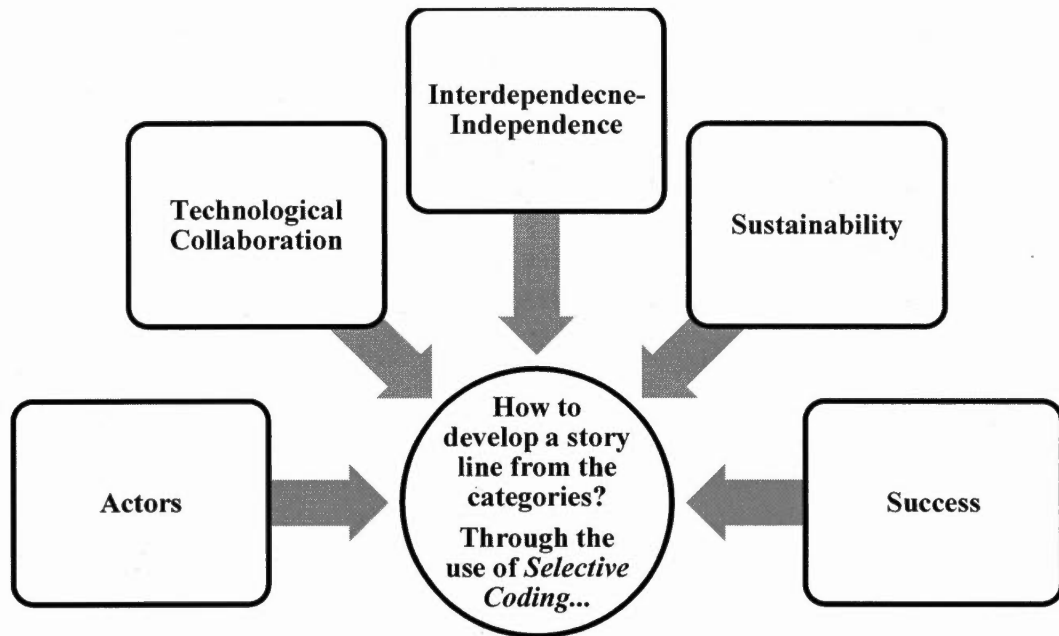 Interdependecne-
Independence
Technological
Collaboration
Sustainability
Actors
How to
develop a story
line from the
categories?
Through the
use of Selective
Coding...
Success